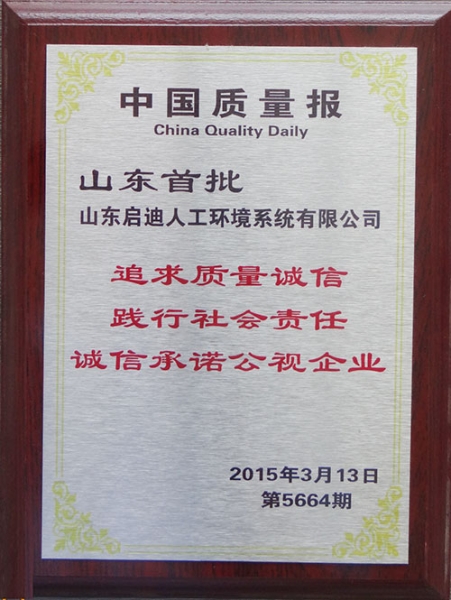 中国质量报
China Quality Daily
山东首批
山东启迪人工环境系统有限公司
追求质量诚信
践行社会责任
诚信承诺公视企业
2015年3月13日
第5664期